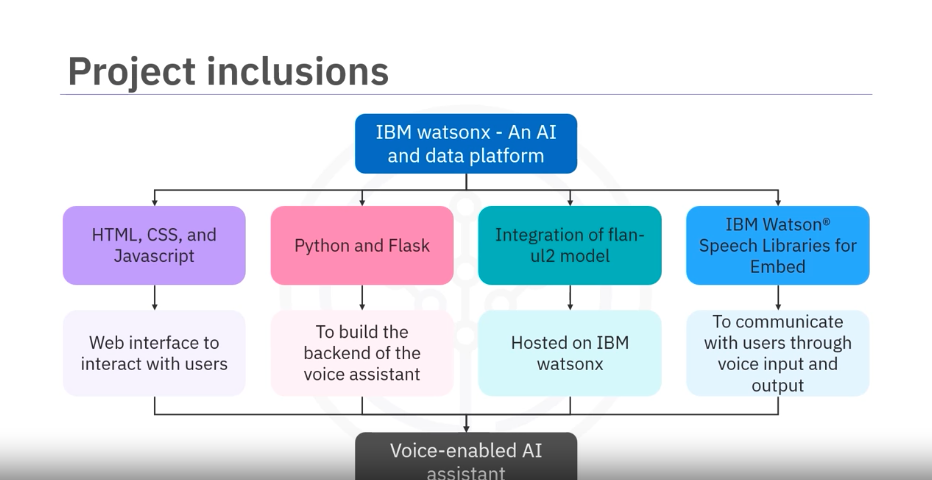 Project inclusions
IBM watsonx - An AI
and data platform
HTML, CSS, and
Javascript
Python and Flask
Integration of flan-
ul2 model
IBM Watson®
Speech Libraries for
Embed
Web interface to
interact with users
To build the
backend of the
voice assistant
Hosted on IBM
watsonx
To communicate
with users through
voice input and
output
Voice-enabled AI
assistant